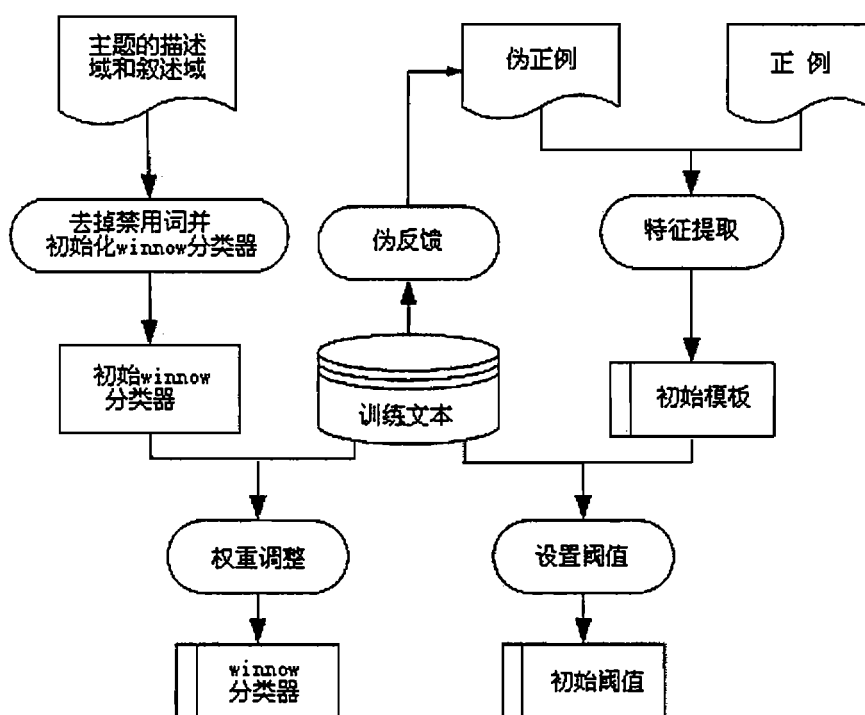 主题的描述
域和叙述域
伪正例
正 例
去掉禁用词并
初始化winnow分类器
伪反馈
特征提取
初始winnow
分类器
训练文本
初始模板
权重调整
设置阈值
winnow
分类器
初始阈值